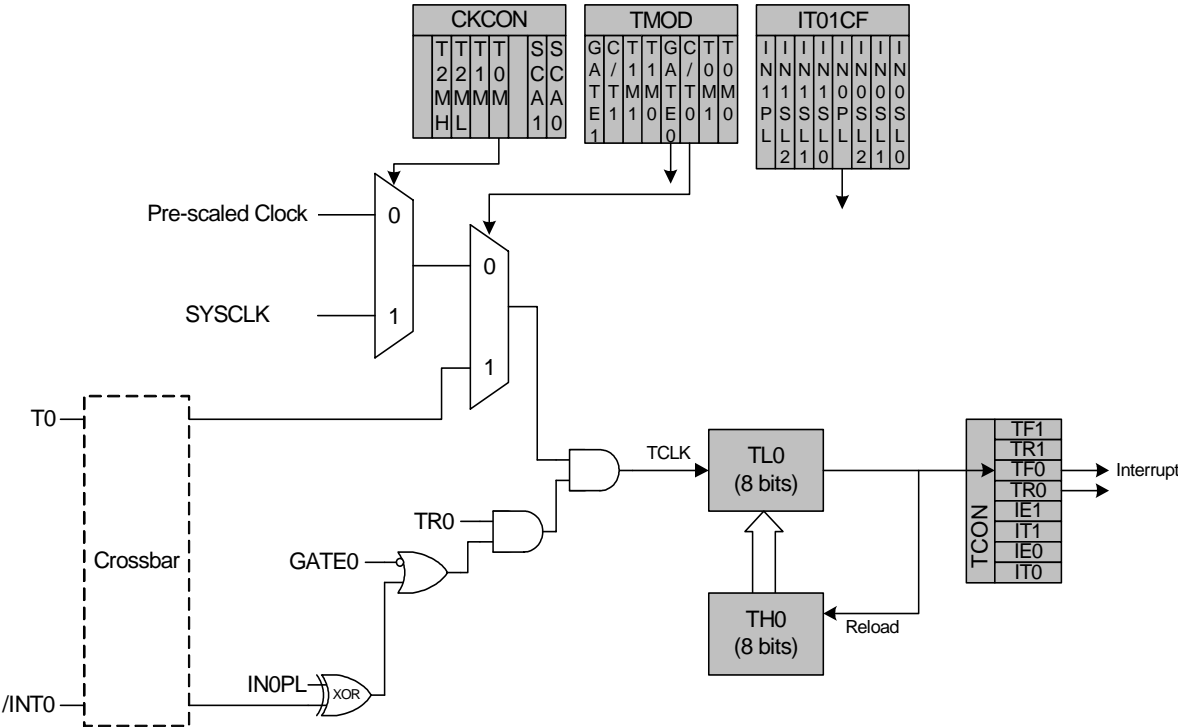 CKCON
T2MH
T2ML
T1M
T0M
SCA1
SCA0
TMOD
GATE1
C/T1
T1M1
T1M0
GATE0
C/T0
T0M1
T0M0
IT01CF
IN1PL
IN1SL2
IN1SL1
IN1SL0
IN0PL
IN0SL2
IN0SL1
IN0SL0
Pre-scaled Clock
0
SYSCLK
1
0
1
T0
Crossbar
TCLK
TL0
(8 bits)
TR0
GATE0
IN0PL
XOR
/INT0
TH0
(8 bits)
Reload
TCON
TF1
TR1
TF0
TR0
IE1
IT1
IE0
IT0
Interrupt